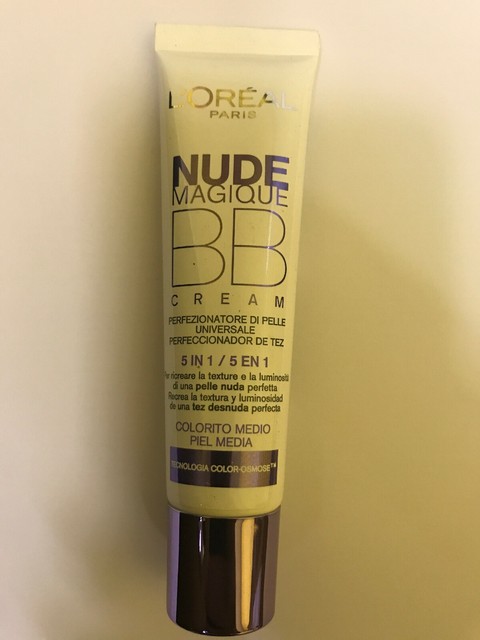 L'ORÉAL
PARIS
NUDE
MAGIQUE
BB
CREAM
PERFEZIONATORE DI PELLE
UNIVERSALE
PERFECCIONADOR DE TEZ
5 IN 1 / 5 EN 1
Per ricreare la texture e la luminosità
di una pelle nuda perfetta
Recrea la textura y luminosidad
de una tez desnuda perfecta
COLORITO MEDIO
PIEL MEDIA
TECNOLOGIA COLOR-OSMOSE™